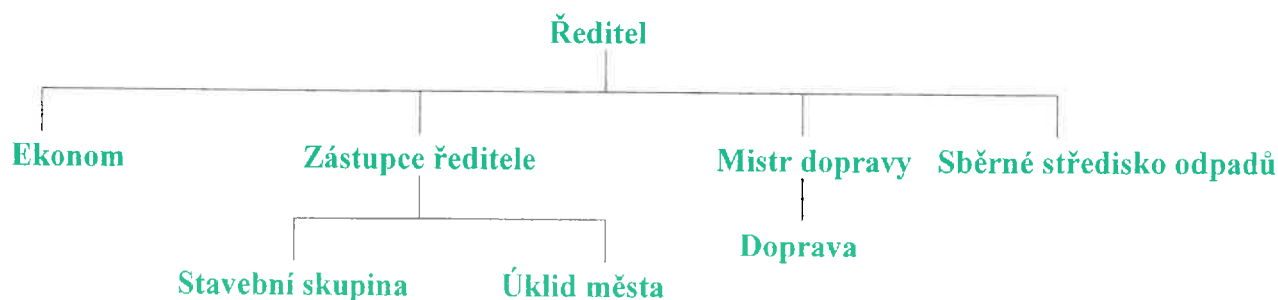 Ředitel
Ekonom
Zástupce ředitele
Mistr dopravy
Sběrné středisko odpadů
Stavební skupina
Úklid města
Doprava